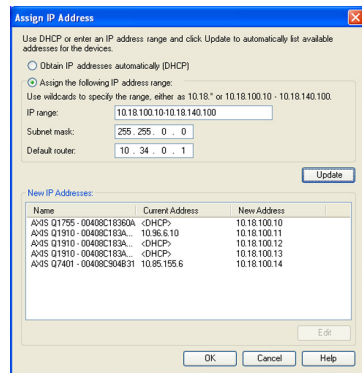 Assign IP Address
Use DHCP or enter an IP address range and click Update to automatically list available
addresses for the devices.
Obtain IP addresses automatically (DHCP)
Assign the following IP address range:
Use wildcards to specify the range, either as 10.18.* or 10.18.100.10 - 10.18.140.100.
IP range: 10.18.100.10-10.18.140.100
Subnet mask: 255 . 255 . 0 . 0
Default router: 10 . 34 . 0 . 1
Update
New IP Addresses:
Name Current Address New Address
AXIS Q1755 - 00408C18360A <DHCP> 10.18.100.10
AXIS Q1910 - 00408C183A... 10.96.6.10 10.18.100.11
AXIS Q1910 - 00408C183A... <DHCP> 10.18.100.12
AXIS Q1910 - 00408C183A... <DHCP> 10.18.100.13
AXIS Q7401 - 00408C904B31 10.85.155.6 10.18.100.14
Edit
OK Cancel Help